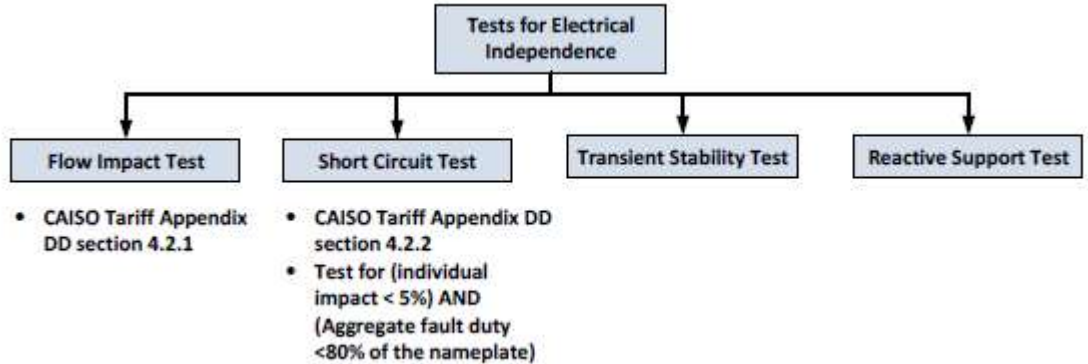 Tests for Electrical
Independence
Flow Impact Test
Short Circuit Test
Transient Stability Test
Reactive Support Test
• CAISO Tariff Appendix
DD section 4.2.1
• CAISO Tariff Appendix DD
section 4.2.2
• Test for (individual
impact < 5%) AND
(Aggregate fault duty
<80% of the nameplate)